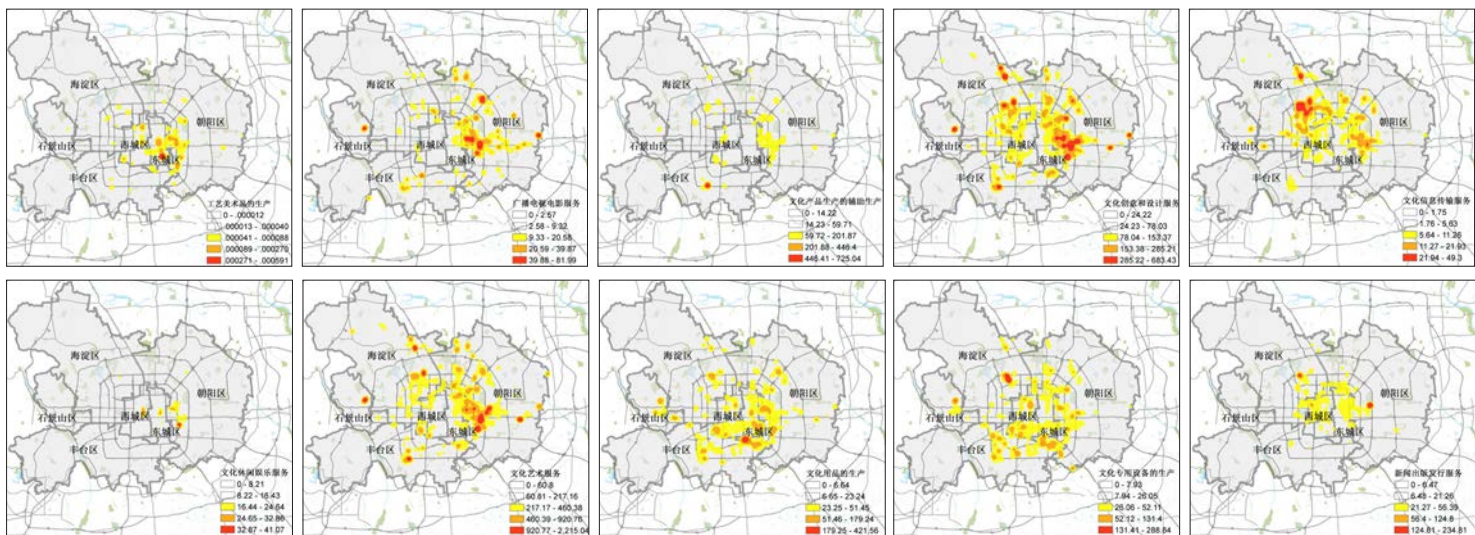 海淀区
朝阳区
石景山区
西城区
东城区
丰台区
工艺美术品的生产
0 - .000012
.000013 - .000040
.000041 - .000088
.000089 - .000270
.000271 - .000691
海淀区
朝阳区
石景山区
西城区
东城区
丰台区
广播电视电影服务
0 - 2.57
2.58 - 9.32
9.33 - 20.58
20.59 - 39.87
39.88 - 81.99
海淀区
朝阳区
石景山区
西城区
东城区
丰台区
文化产品生产的辅助生产
0 - 14.22
14.23 - 59.71
59.72 - 201.87
201.88 - 446.4
446.41 - 725.04
海淀区
朝阳区
石景山区
西城区
东城区
丰台区
文化创意和设计服务
0 - 24.22
24.23 - 78.03
78.04 - 153.37
153.38 - 285.21
285.22 - 683.43
海淀区
朝阳区
石景山区
西城区
东城区
丰台区
文化信息传输服务
0 - 1.75
1.76 - 5.63
5.64 - 11.26
11.27 - 21.93
21.94 - 49.3
海淀区
朝阳区
石景山区
西城区
东城区
丰台区
文化休闲娱乐服务
0 - 8.21
8.22 - 16.43
16.44 - 24.64
24.65 - 32.86
32.87 - 41.07
海淀区
朝阳区
石景山区
西城区
东城区
丰台区
文化艺术服务
0 - 60.8
60.81 - 217.16
217.17 - 460.38
460.39 - 920.76
920.77 - 2,215.04
海淀区
朝阳区
石景山区
西城区
东城区
丰台区
文化用品的生产
0 - 6.64
6.65 - 23.24
23.25 - 51.45
51.46 - 179.24
179.25 - 421.56
海淀区
朝阳区
石景山区
西城区
东城区
丰台区
文化专用设备的生产
0 - 7.93
7.94 - 26.05
26.06 - 52.11
52.12 - 131.4
131.41 - 288.84
海淀区
朝阳区
石景山区
西城区
东城区
丰台区
新闻出版发行服务
0 - 6.47
6.48 - 21.26
21.27 - 56.39
56.4 - 124.8
124.81 - 234.81